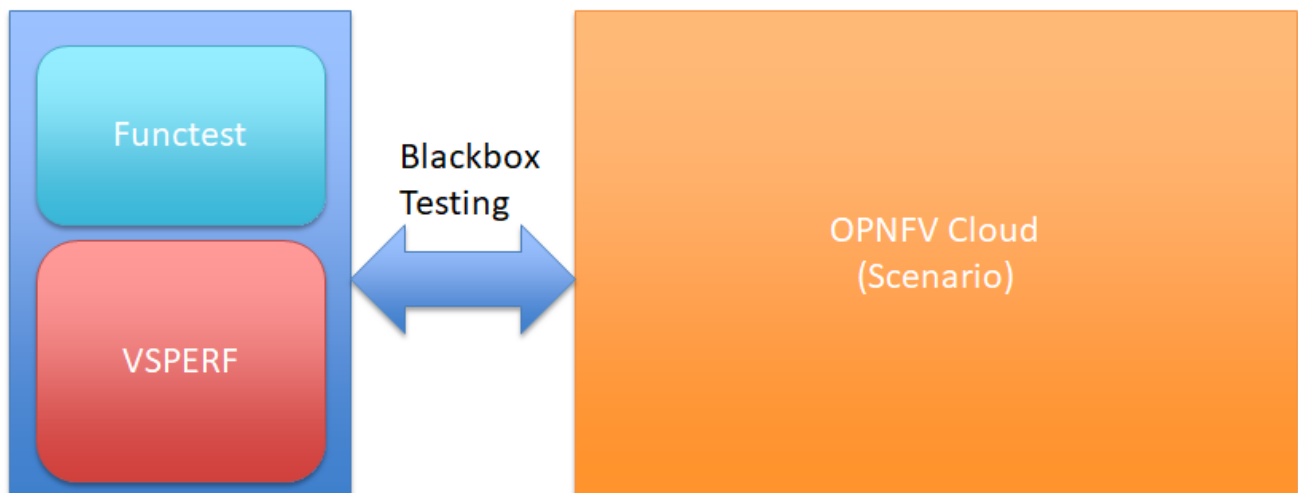 Functest
VSPERF
Blackbox
Testing
OPNFV Cloud
(Scenario)